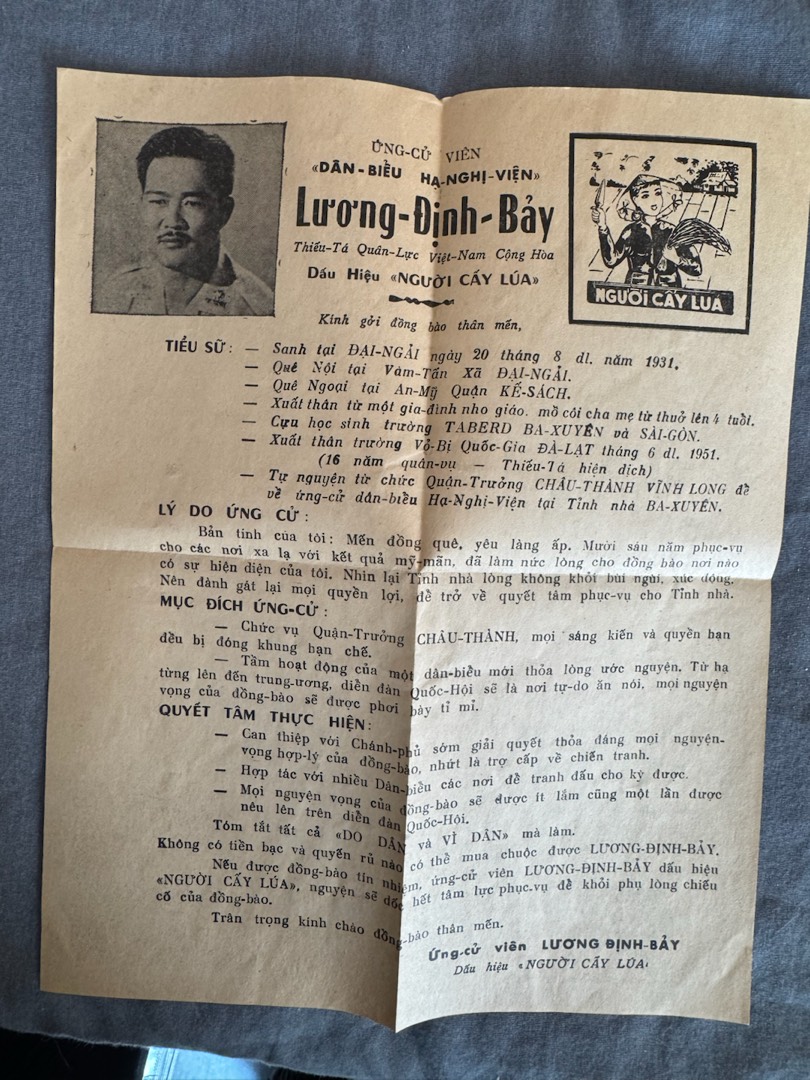 ỨNG-CỬ VIÊN
«DÂN-BIỂU HẠ-NGHỊ-VIỆN»
Lương-Định-Bảy
Thiếu-Tá Quân-Lực Việt-Nam Cộng Hòa
Dấu Hiệu «NGƯỜI CẤY LÚA»
NGƯỜI CẤY LÚA
Kính gởi đồng bào thân mến,
TIỂU SỬ : — Sanh tại ĐẠI-NGẢI ngày 20 tháng 8 dl. năm 1931.
— Quê Nội tại Vàm-Tấn Xã ĐẠI-NGẢI.
— Quê Ngoại tại An-Mỹ Quận KẾ-SÁCH.
— Xuất thân từ một gia-đình nho giáo. mồ côi cha mẹ từ thuở lên 4 tuổi.
— Cựu học sinh trường TABERD BA-XUYÊN và SÀI-GÒN.
— Xuất thân trường Võ-Bị Quốc-Gia ĐÀ-LẠT tháng 6 dl. 1951.
(16 năm quân-vụ — Thiếu-Tá hiện dịch)
— Tự nguyện từ chức Quận-Trưởng CHÂU-THÀNH VĨNH LONG để
về ứng-cử dân-biểu Hạ-Nghị-Viện tại Tỉnh nhà BA-XUYÊN.
LÝ DO ỨNG CỬ :
Bản tính của tôi : Mến đồng quê, yêu làng ấp. Mười sáu năm phục-vụ
cho các nơi xa lạ với kết quả mỹ-mãn, đã làm nức lòng cho đồng bào nơi nào
có sự hiện diện của tôi. Nhìn lại Tỉnh nhà lòng không khỏi bùi ngùi, xúc động.
Nên đành gát lại mọi quyền lợi, để trở về quyết tâm phục-vụ cho Tỉnh nhà.
MỤC ĐÍCH ỨNG-CỬ :
— Chức vụ Quận-Trưởng CHÂU-THÀNH, mọi sáng kiến và quyền hạn
đều bị đóng khung hạn chế.
— Tầm hoạt động của một dân-biểu mới thỏa lòng ước nguyện. Từ hạ
từng lên đến trung-ương, diễn đàn Quốc-Hội sẽ là nơi tự-do ăn nói, mọi nguyện
vọng của đồng-bào sẽ được phơi bày tỉ mỉ.
QUYẾT TÂM THỰC HIỆN :
— Can thiệp với Chánh-phủ sớm giải quyết thỏa đáng mọi nguyện-
vọng hợp-lý của đồng-bào, nhứt là trợ cấp về chiến tranh.
— Hợp tác với nhiều Dân-biểu các nơi để tranh đấu cho kỳ được.
— Mọi nguyện vọng của đồng-bào sẽ được ít lắm cũng một lần được
nêu lên trên diễn đàn Quốc-Hội.
Tóm tắt tất cả «DO DÂN và VÌ DÂN» mà làm.
Không có tiền bạc và quyến rũ nào có thể mua chuộc được LƯƠNG-ĐỊNH-BẢY.
Nếu được đồng-bào tín nhiệm, ứng-cử viên LƯƠNG-ĐỊNH-BẢY dấu hiệu
«NGƯỜI CẤY LÚA», nguyện sẽ dốc hết tâm lực phục.vụ để khỏi phụ lòng chiếu
cố của đồng-bào.
Trân trọng kính chào đồng-bào thân mến.
Ứng-cử viên LƯƠNG ĐỊNH-BẢY
Dấu hiệu «NGƯỜI CẤY LÚA»